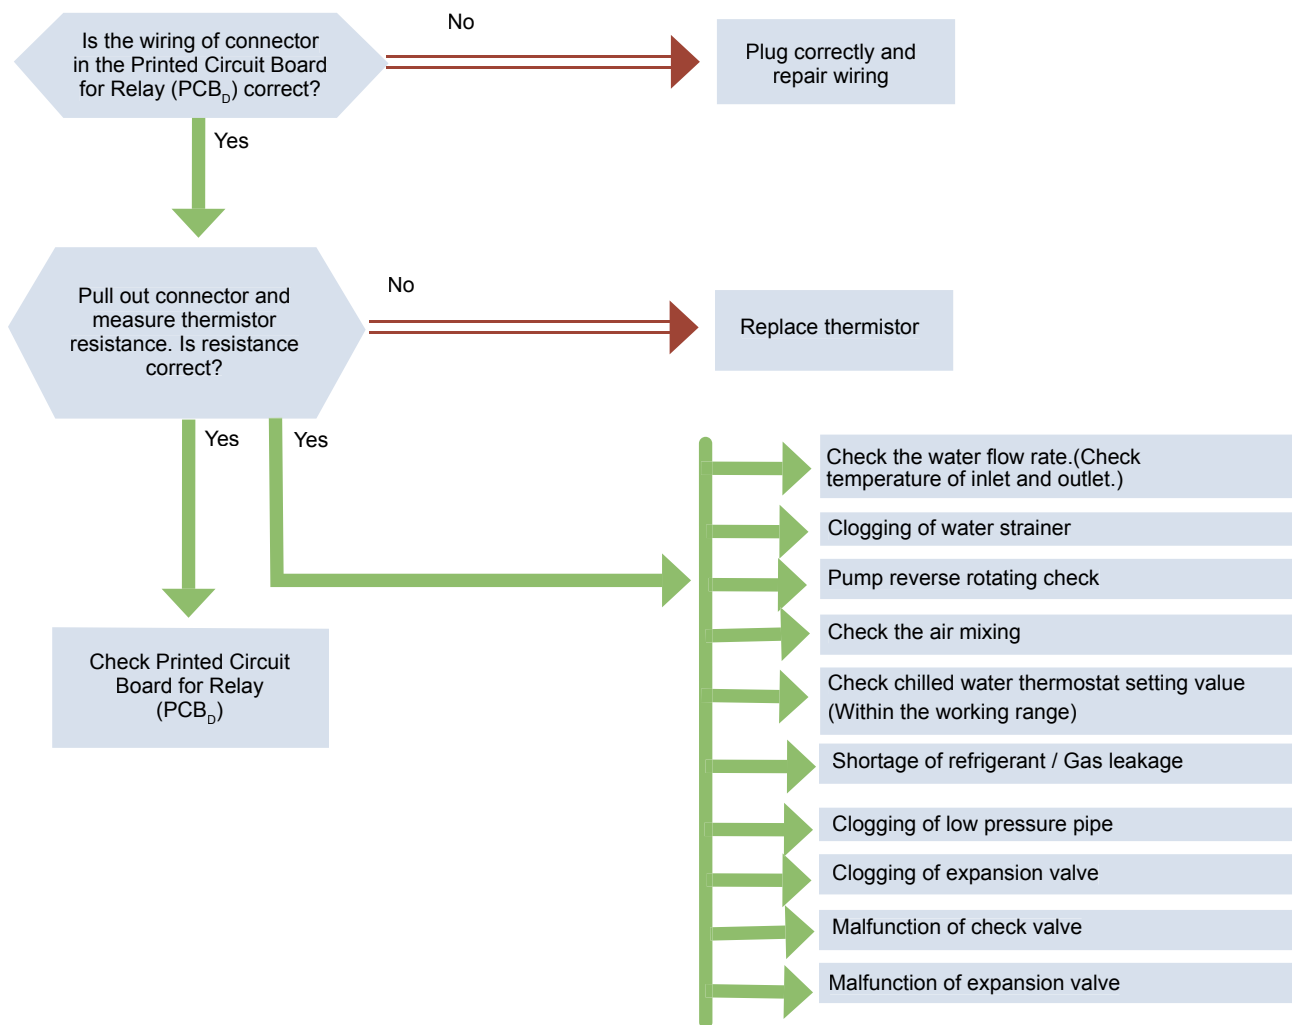 Is the wiring of connector
in the Printed Circuit Board
for Relay (PCBD) correct?
No
Plug correctly and
repair wiring
Yes
Pull out connector and
measure thermistor
resistance. Is resistance
correct?
No
Replace thermistor
Yes
Yes
Check Printed Circuit
Board for Relay
(PCBD)
Check the water flow rate.(Check
temperature of inlet and outlet.)
Clogging of water strainer
Pump reverse rotating check
Check the air mixing
Check chilled water thermostat setting value
(Within the working range)
Shortage of refrigerant / Gas leakage
Clogging of low pressure pipe
Clogging of expansion valve
Malfunction of check valve
Malfunction of expansion valve